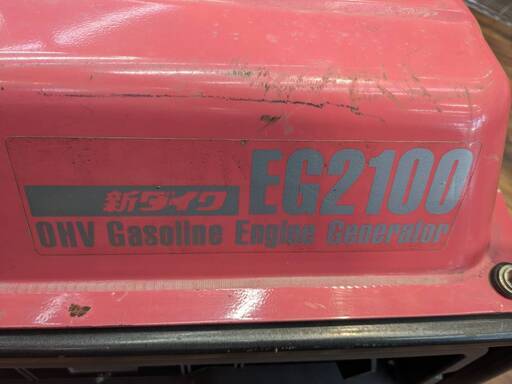 新ダイワ EG2100
OHV Gasoline Engine Generator